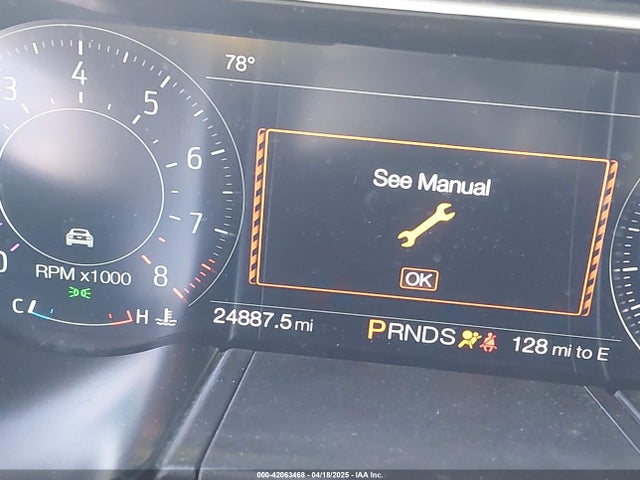 78°
3
4
5
6
7
8
0
RPM x1000
See Manual
OK
C H
24887.5 mi
PRNDS
128 mi to E
000-42063468 - 04/18/2025 - IAA Inc.